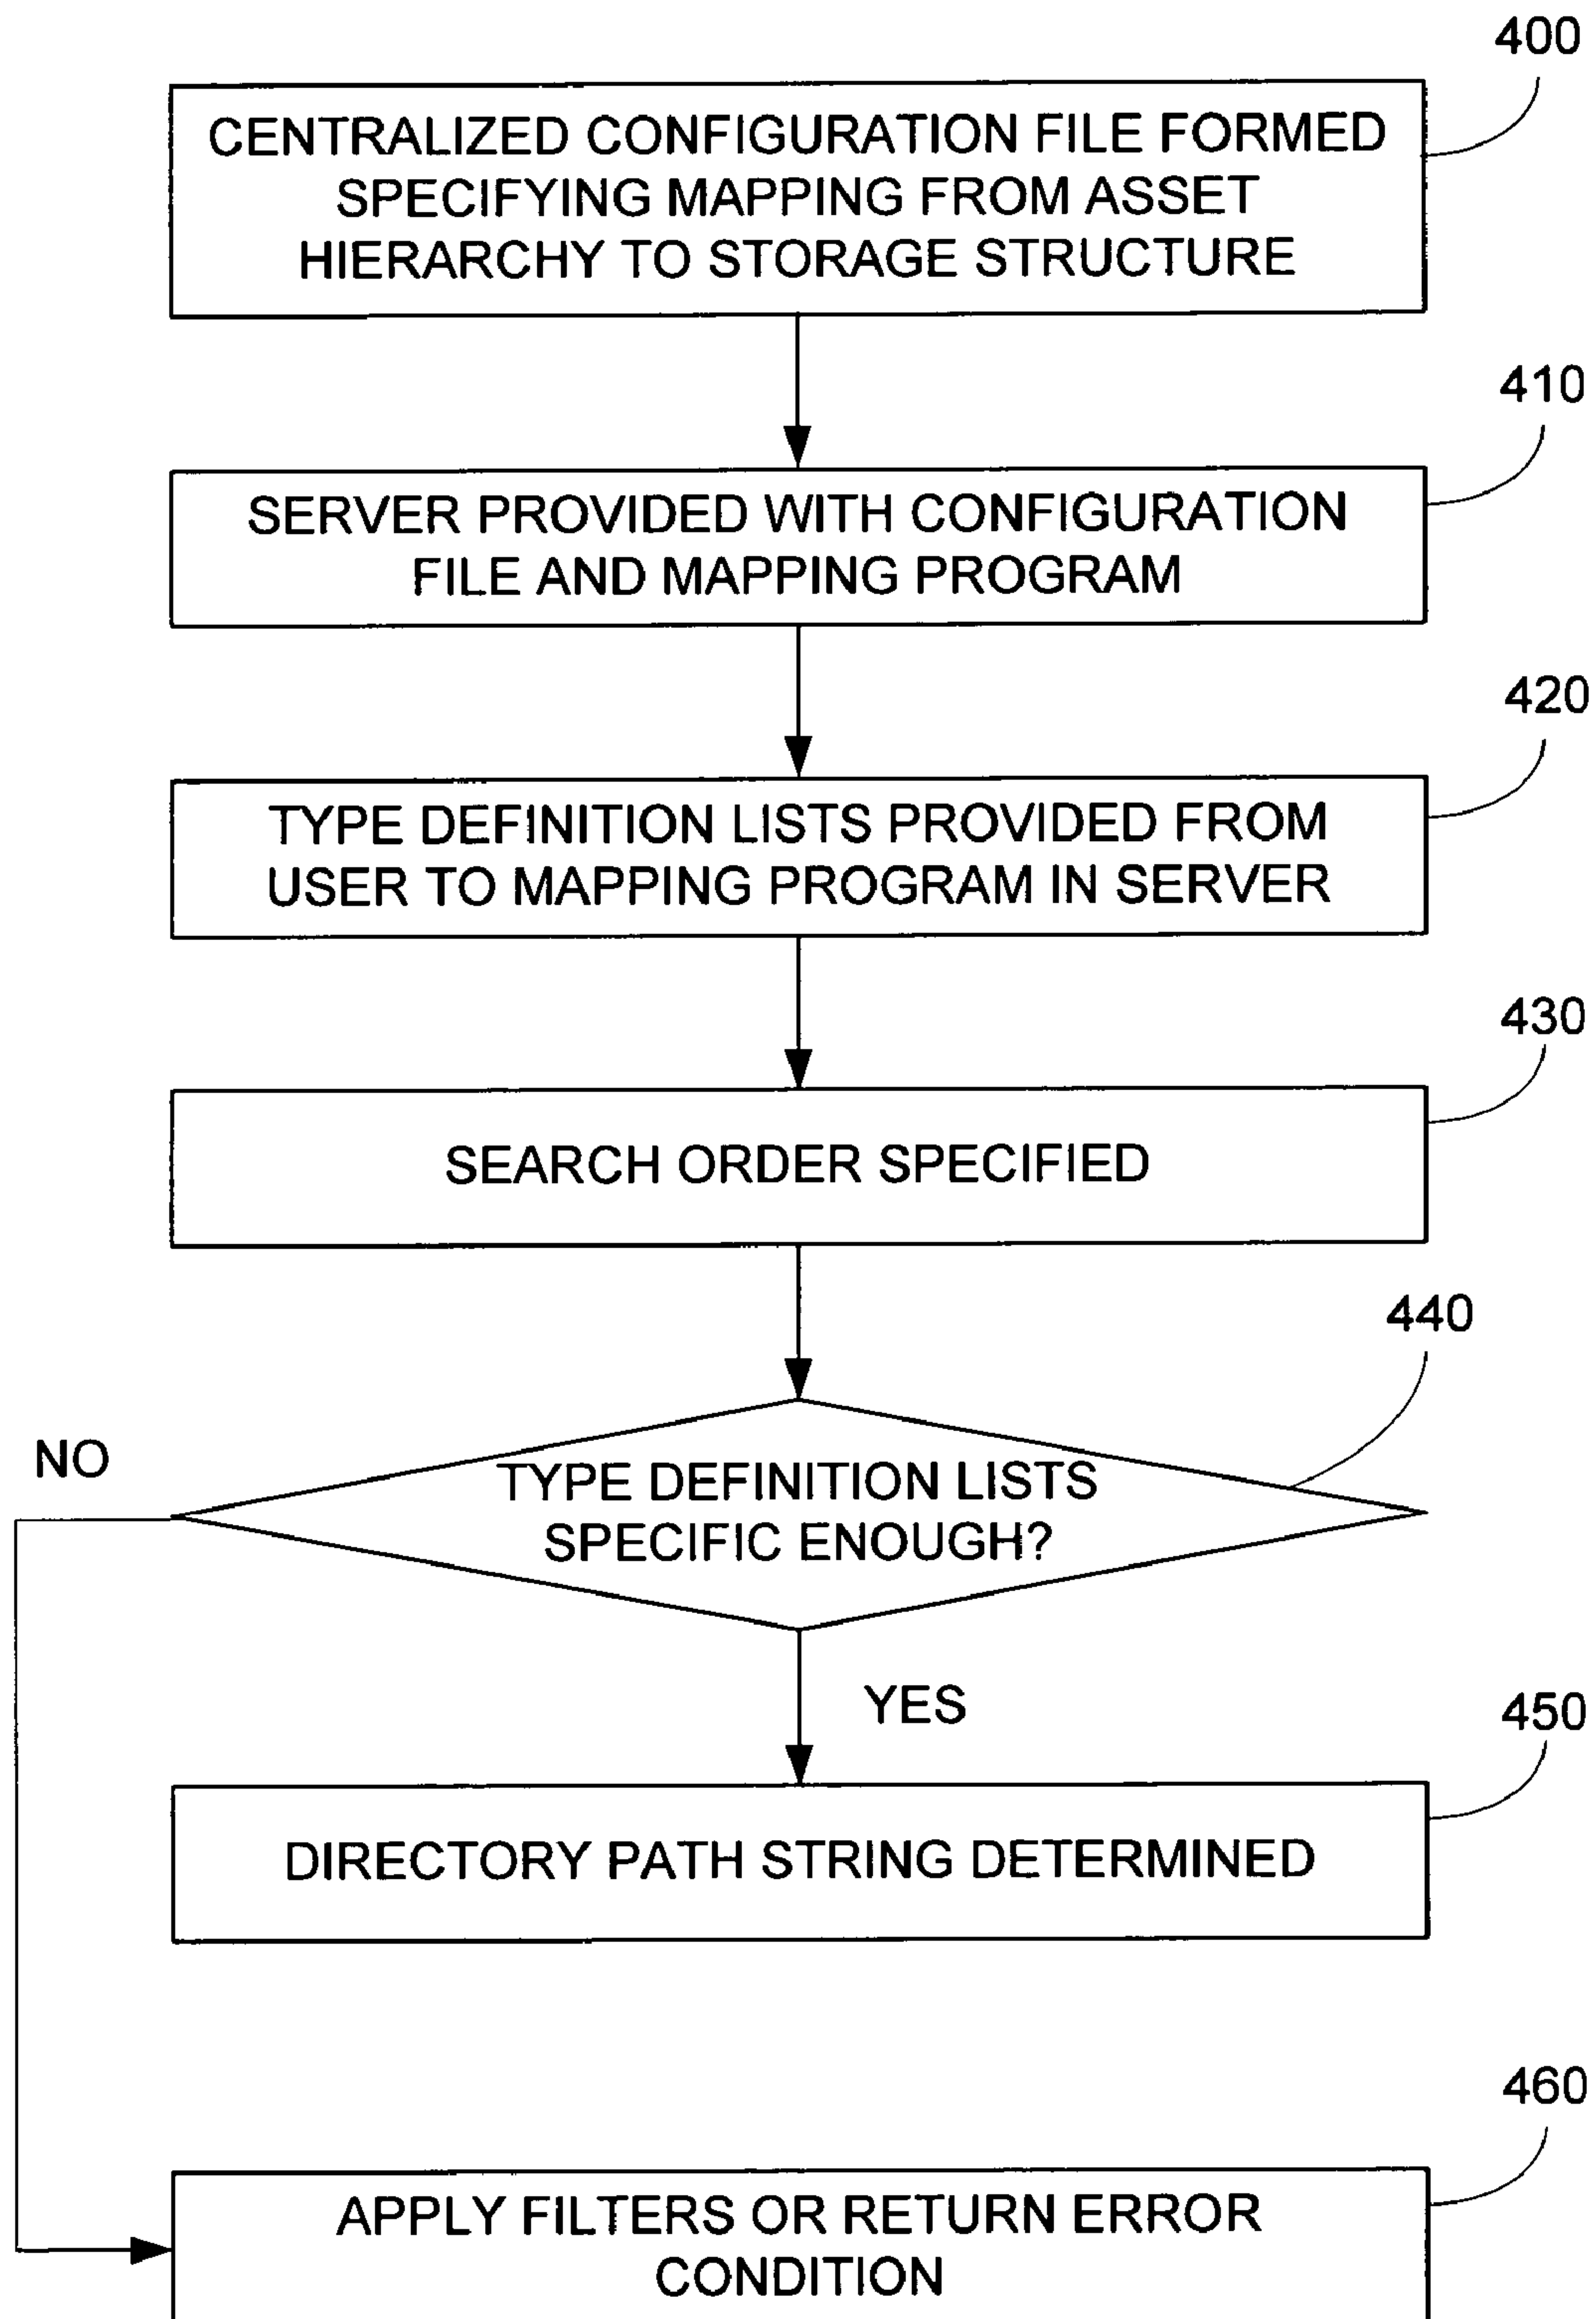 400
CENTRALIZED CONFIGURATION FILE FORMED
SPECIFYING MAPPING FROM ASSET
HIERARCHY TO STORAGE STRUCTURE
410
SERVER PROVIDED WITH CONFIGURATION
FILE AND MAPPING PROGRAM
420
TYPE DEFINITION LISTS PROVIDED FROM
USER TO MAPPING PROGRAM IN SERVER
430
SEARCH ORDER SPECIFIED
440
NO
TYPE DEFINITION LISTS
SPECIFIC ENOUGH?
YES
450
DIRECTORY PATH STRING DETERMINED
460
APPLY FILTERS OR RETURN ERROR
CONDITION